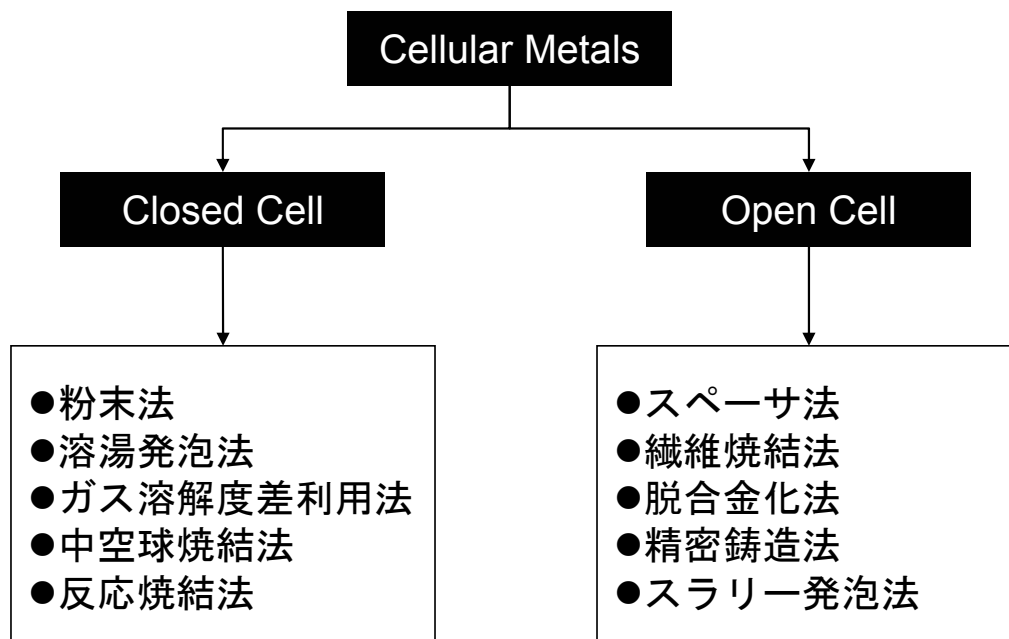 Cellular Metals
Closed Cell
Open Cell
●粉末法
●溶湯発泡法
●ガス溶解度差利用法
●中空球焼結法
●反応焼結法
●スペーサ法
●繊維焼結法
●脱合金化法
●精密鋳造法
●スラリー発泡法